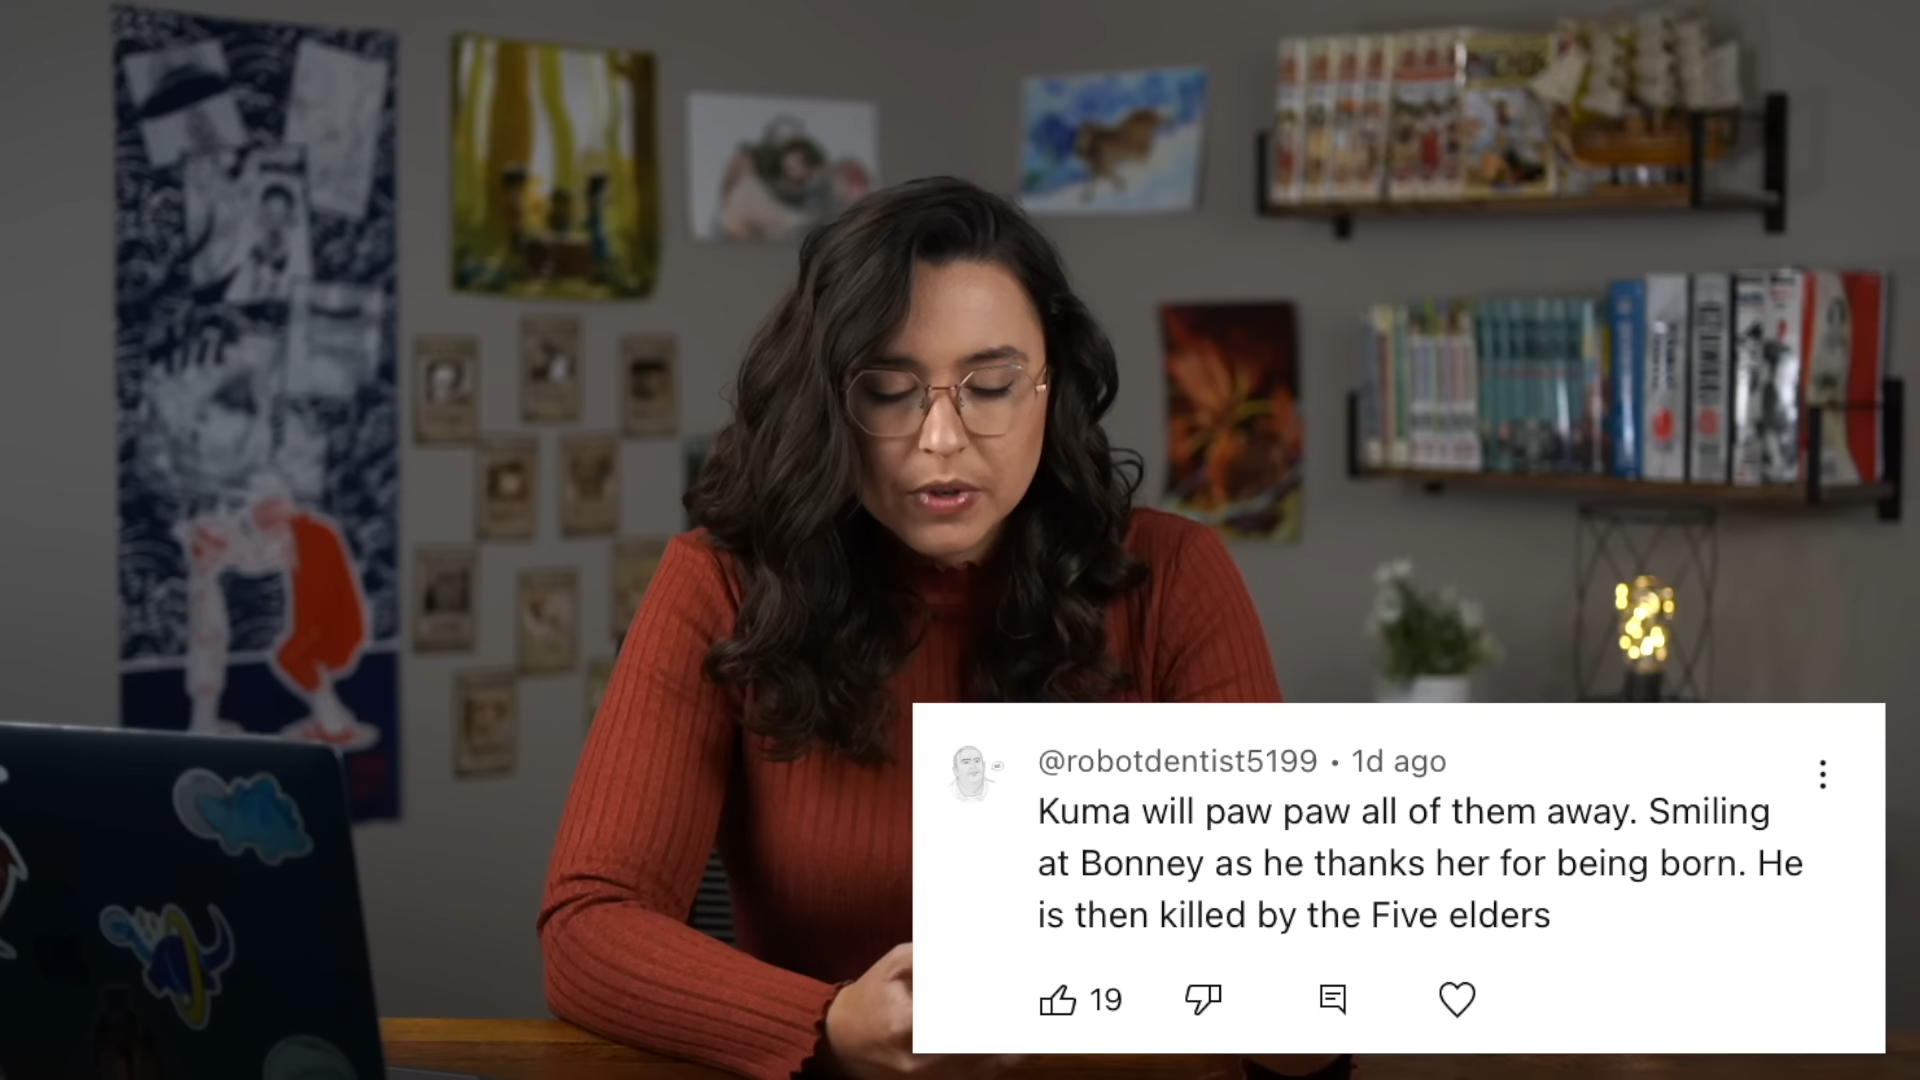 @robotdentist5199 • 1d ago
Kuma will paw paw all of them away. Smiling
at Bonney as he thanks her for being born. He
is then killed by the Five elders
19